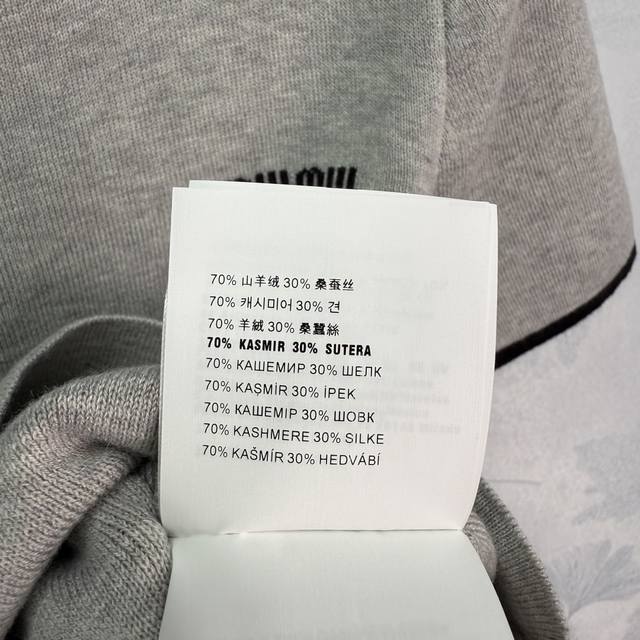 70% 山羊绒 30% 桑蚕丝
70% 캐시미어 30% 견
70% 羊絨 30% 桑蠶絲
70% KASMIR 30% SUTERA
70% КАШЕМИР 30% ШЕЛК
70% KAŞMİR 30% İPEK
70% КАШЕМІР 30% ШОВК
70% KASHMERE 30% SILKE
70% KAŠMÍR 30% HEDVÁBÍ